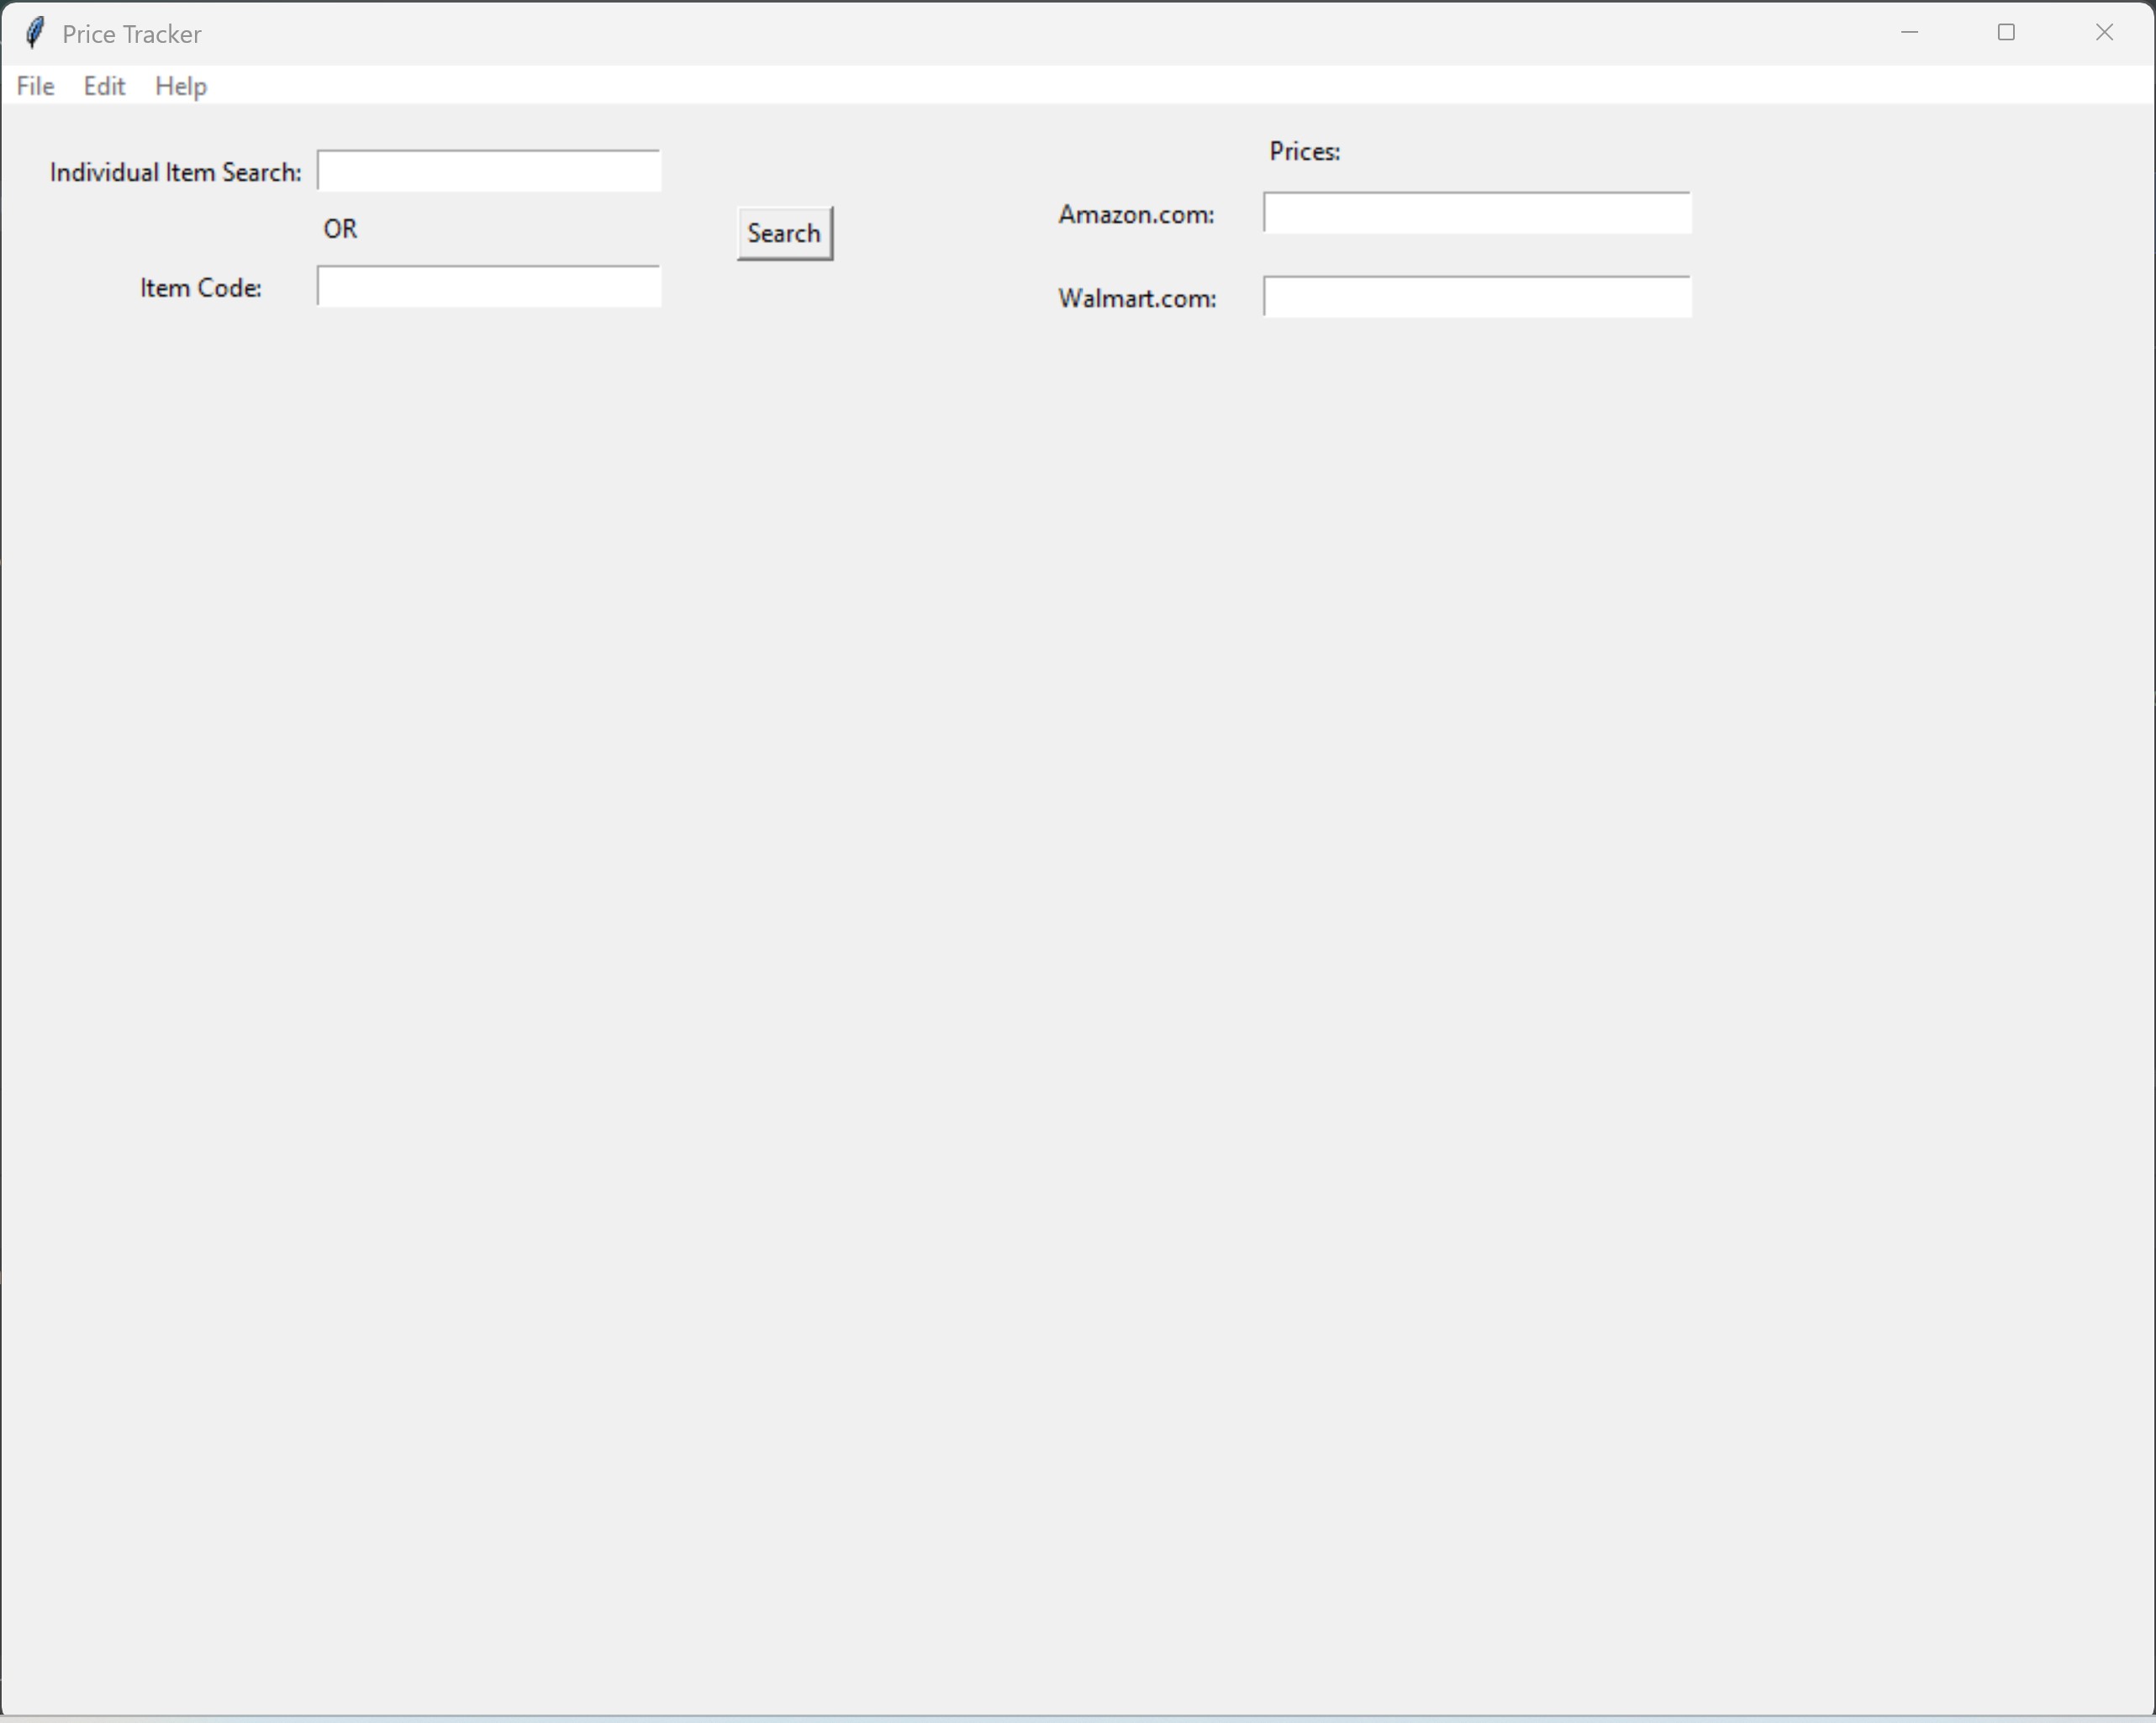 Price Tracker
File Edit Help
Individual Item Search:
OR
Item Code:
Search
Prices:
Amazon.com:
Walmart.com: